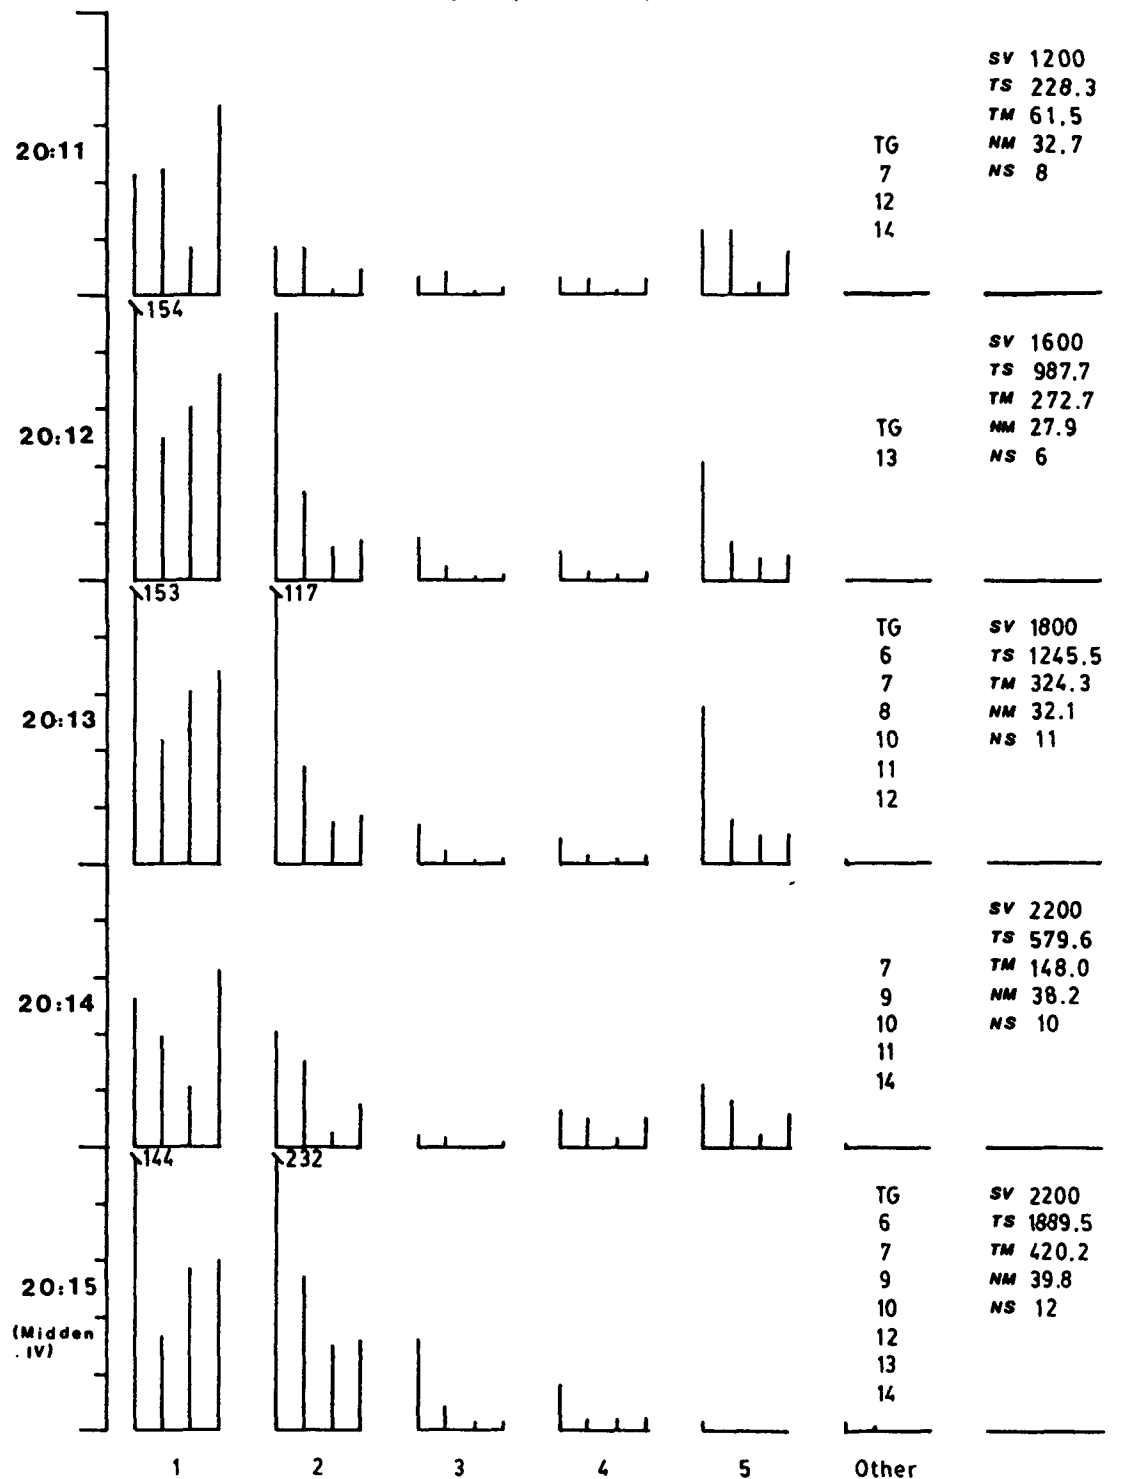 20:11
TG
7
12
14
SV 1200
TS 228.3
TM 61.5
NM 32.7
NS 8
154
20:12
TG
13
SV 1600
TS 987.7
TM 272.7
NM 27.9
NS 6
153
117
20:13
TG
6
7
8
10
11
12
SV 1800
TS 1245.5
TM 324.3
NM 32.1
NS 11
20:14
7
9
10
11
14
SV 2200
TS 579.6
TM 148.0
NM 38.2
NS 10
144
232
20:15
(Midden
IV)
TG
6
7
9
10
12
13
14
SV 2200
TS 1889.5
TM 420.2
NM 39.8
NS 12
1 2 3 4 5 Other